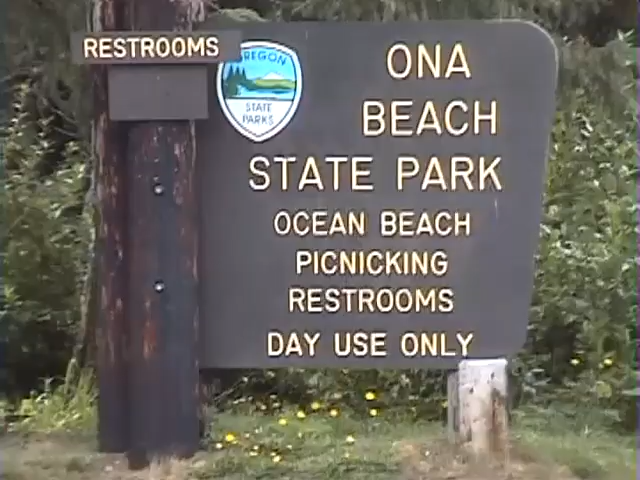 RESTROOMS
OREGON
STATE
PARKS
ONA
BEACH
STATE PARK
OCEAN BEACH
PICNICKING
RESTROOMS
DAY USE ONLY